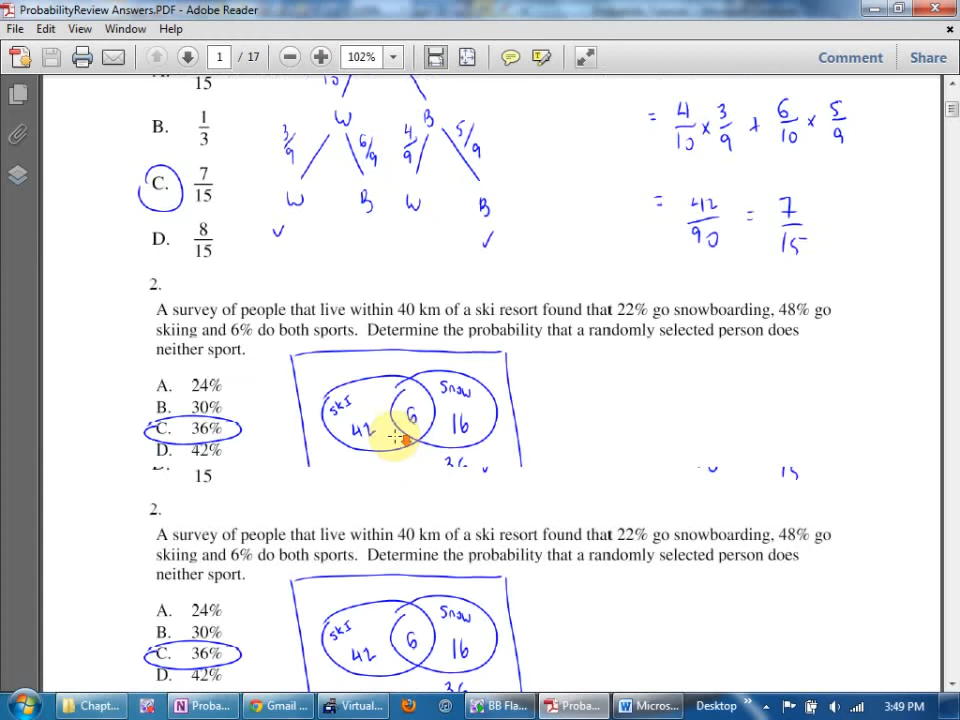 ProbabilityReview Answers.PDF - Adobe Reader
File Edit View Window Help
1 / 17 102% Comment Share
15
10
B. 1/3
W B
= 4/10 × 3/9 + 6/10 × 5/9
3/9 6/9 4/9 5/9
C. 7/15
W B W B
= 42/90 = 7/15
D. 8/15
✓ ✓
2.
A survey of people that live within 40 km of a ski resort found that 22% go snowboarding, 48% go
skiing and 6% do both sports. Determine the probability that a randomly selected person does
neither sport.
A. 24%
B. 30%
C. 36%
D. 42%
SKI Snow
42 6 16
36
15
15
2.
A survey of people that live within 40 km of a ski resort found that 22% go snowboarding, 48% go
skiing and 6% do both sports. Determine the probability that a randomly selected person does
neither sport.
A. 24%
B. 30%
C. 36%
D. 42%
SKI Snow
42 6 16
Chapt... Proba... Gmail ... Virtual... BB Fla... Proba... Micros... Desktop » 3:49 PM